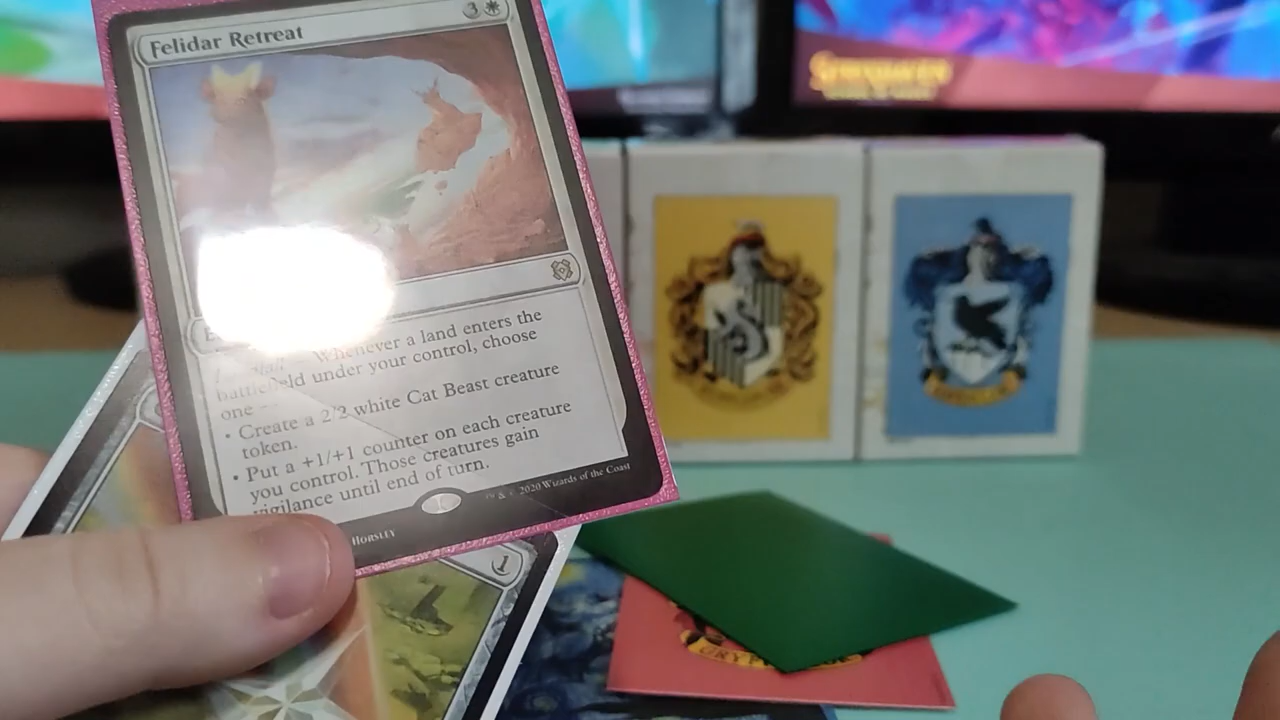 Felidar Retreat
3
Whenever a land enters the
battlefield under your control, choose
one
• Create a 2/2 white Cat Beast creature
token.
• Put a +1/+1 counter on each creature
you control. Those creatures gain
vigilance until end of turn.
™ & © 2020 Wizards of the Coast
HORSLEY
1